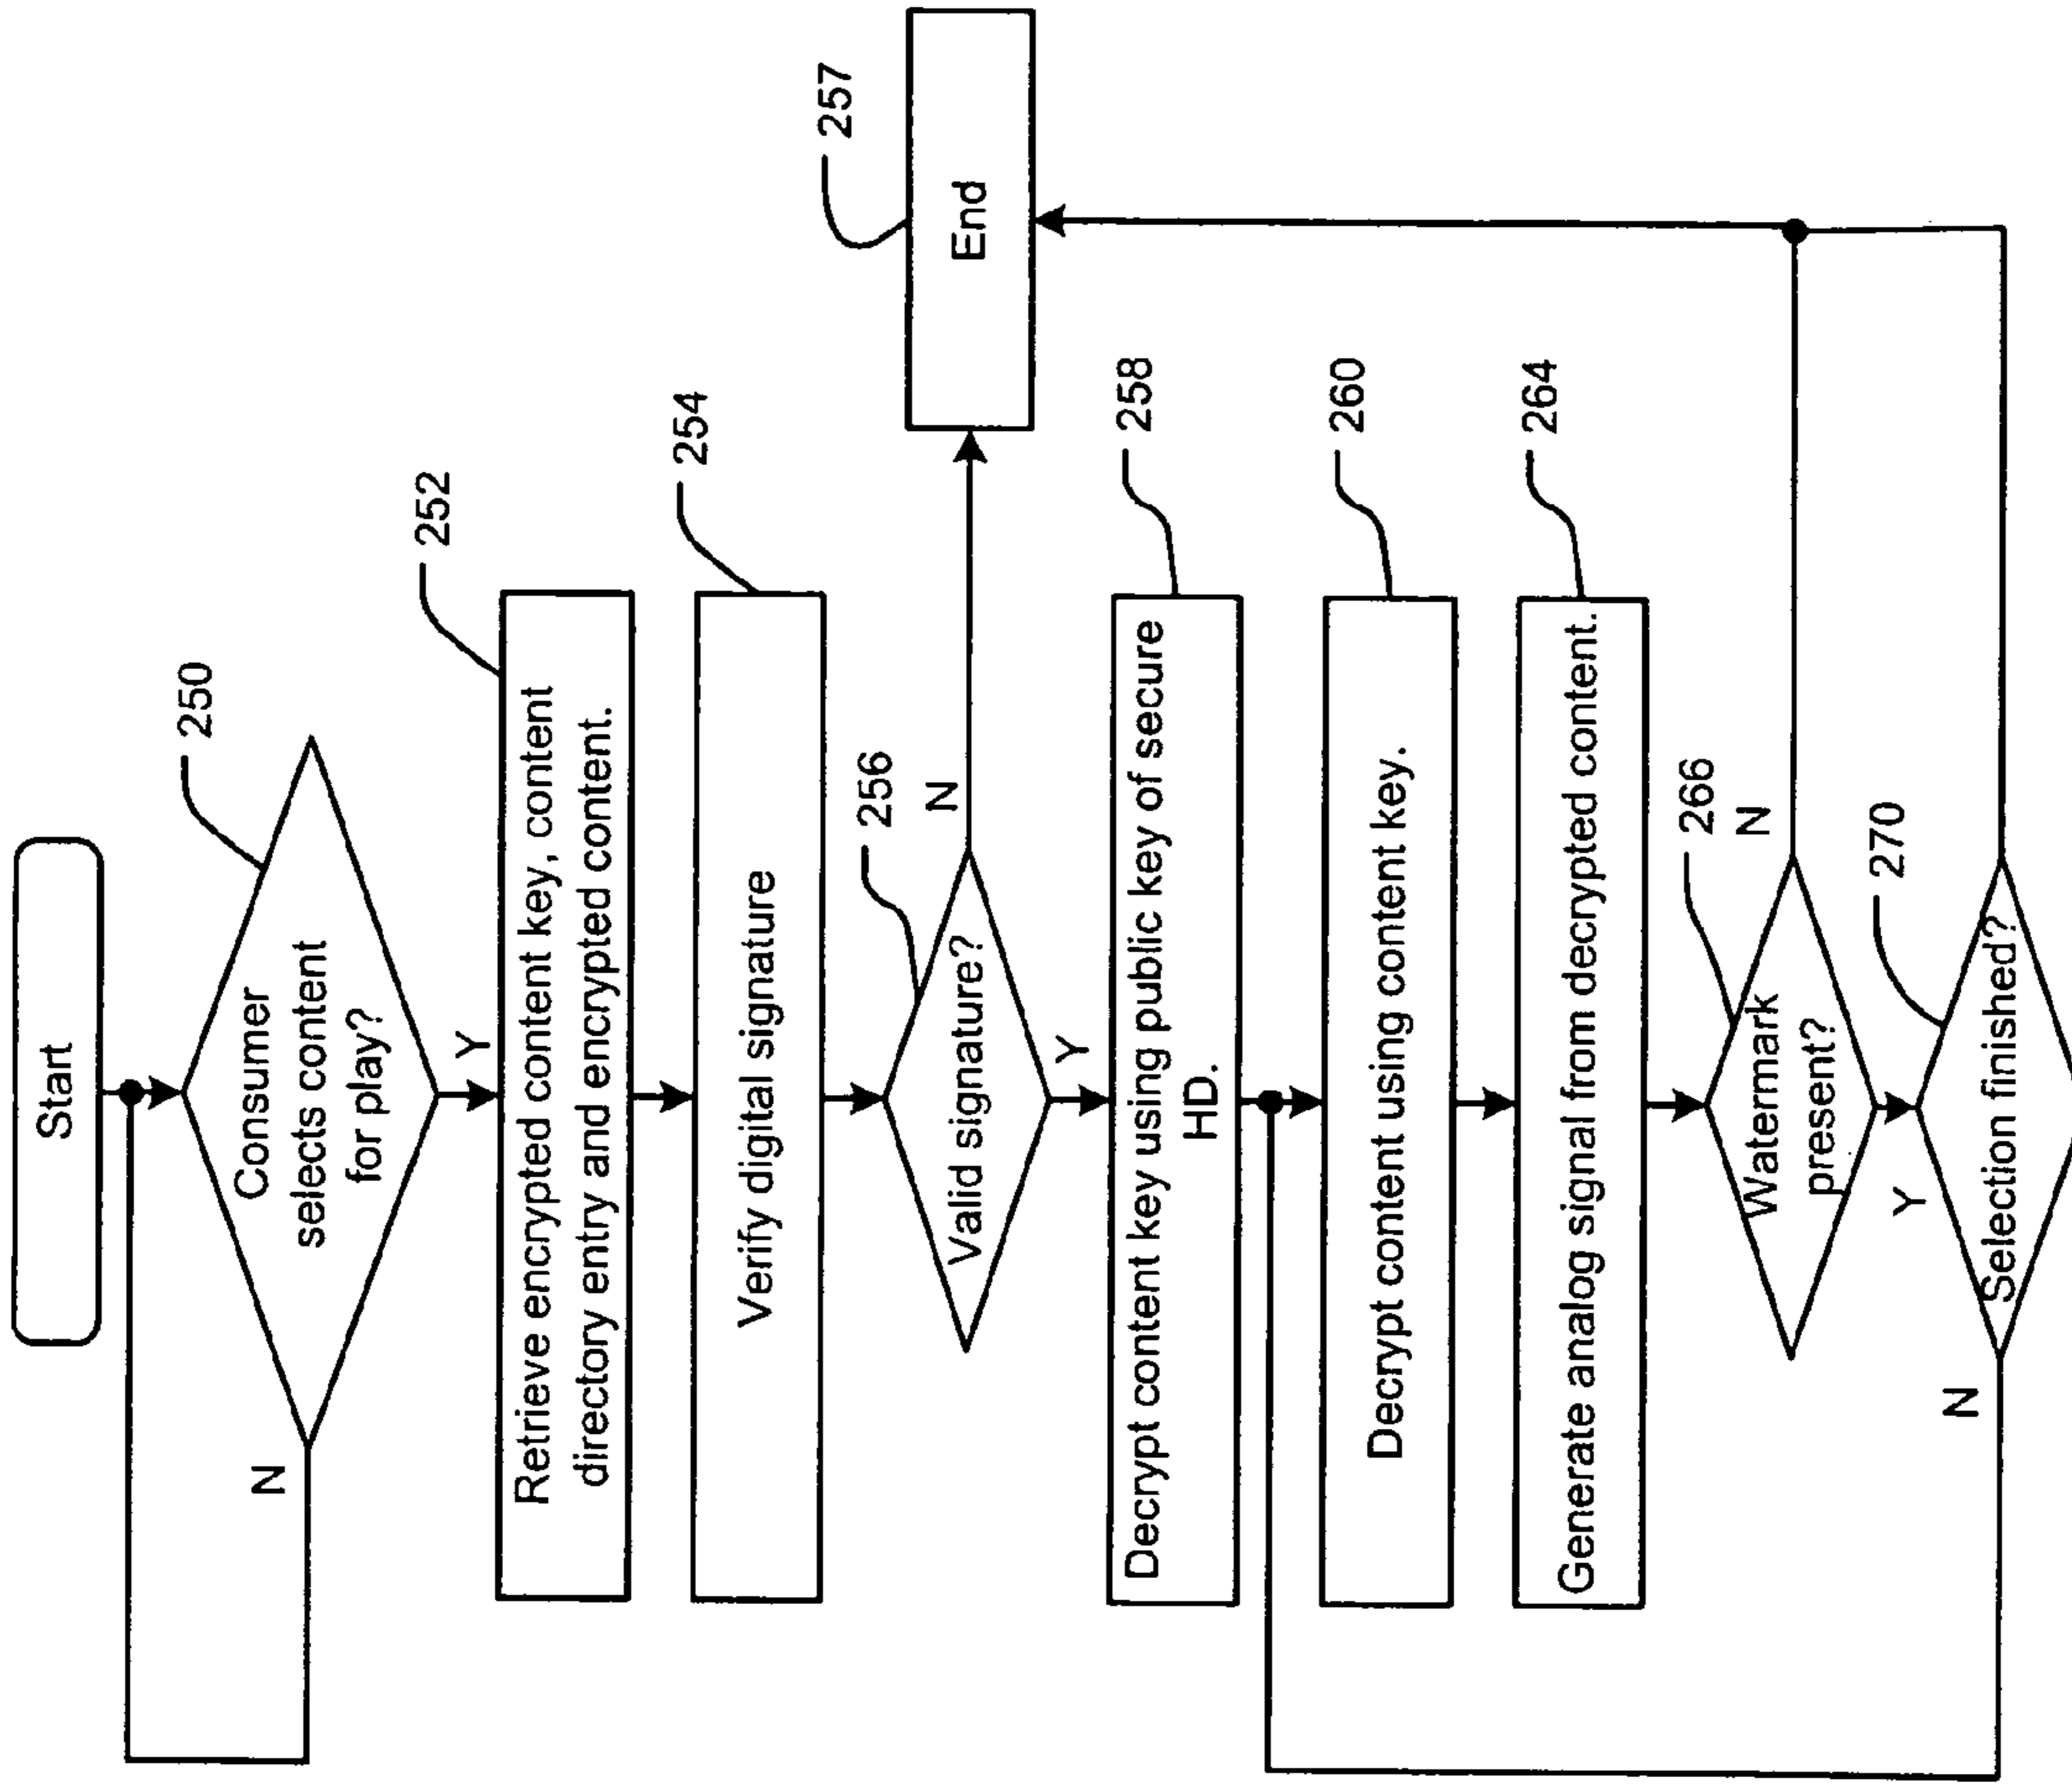 Start
250
Consumer
selects content
for play?
N
Y
252
Retrieve encrypted content key, content
directory entry and encrypted content.
254
Verify digital signature
256
Valid signature?
N
257
End
Y
258
Decrypt content key using public key of secure
HD.
260
Decrypt content using content key.
264
Generate analog signal from decrypted content.
266
Watermark
present?
N
Y
270
Selection finished?
N